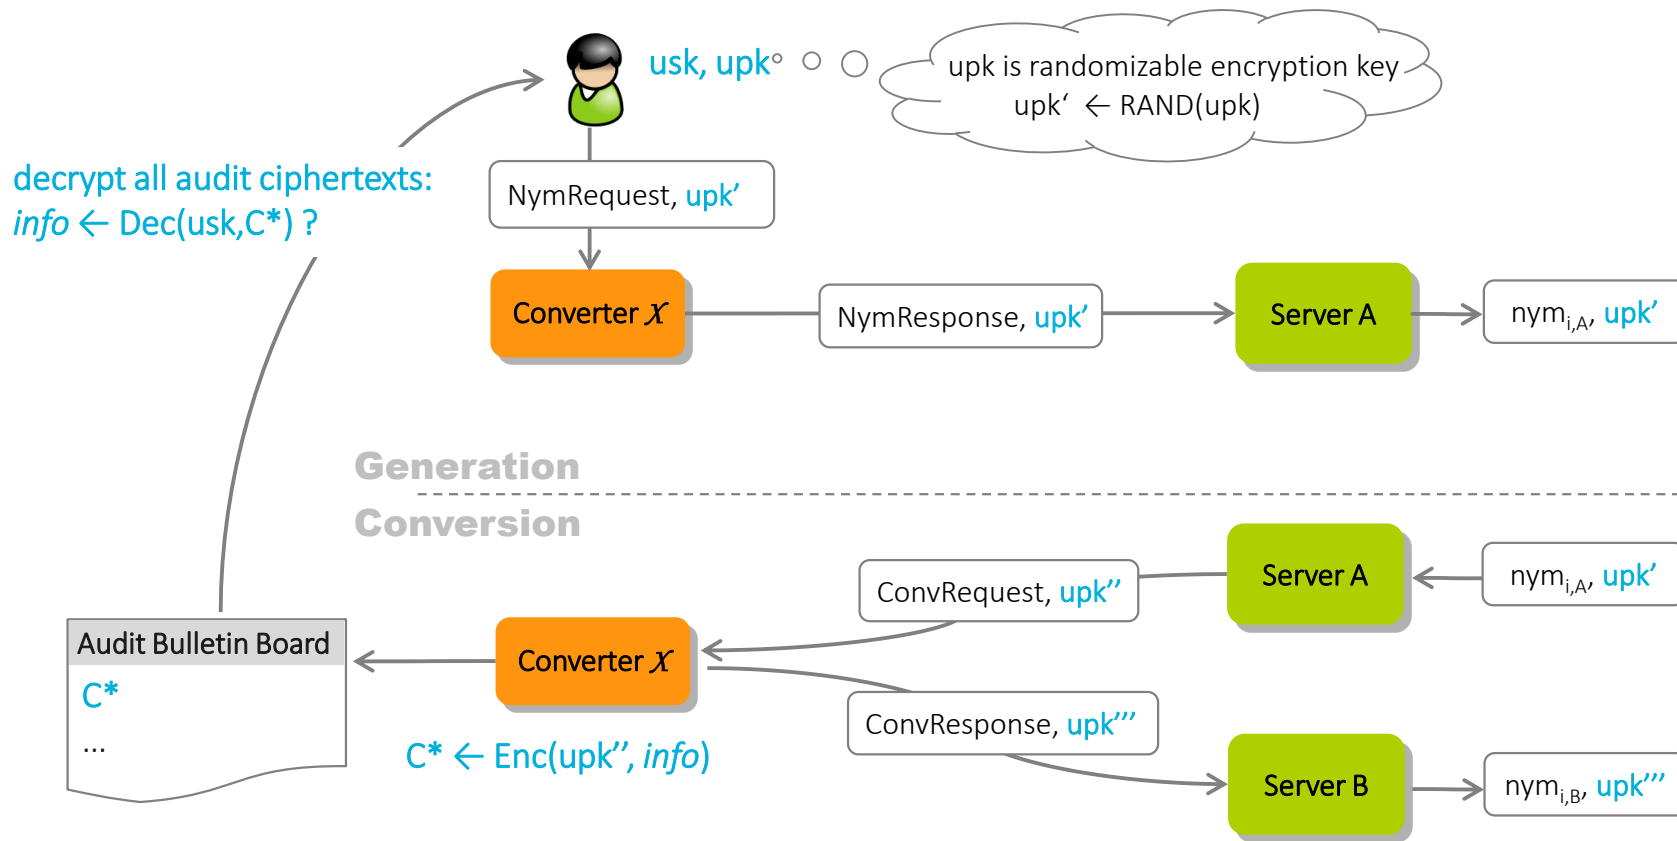 usk, upk
upk is randomizable encryption key
upk‘ ← RAND(upk)
decrypt all audit ciphertexts:
info ← Dec(usk,C*) ?
NymRequest, upk’
Converter X
NymResponse, upk’
Server A
nymi,A, upk’
Generation
Conversion
Server A
nymi,A, upk’
ConvRequest, upk’’
Audit Bulletin Board
C*
...
Converter X
C* ← Enc(upk’’, info)
ConvResponse, upk’’’
Server B
nymi,B, upk’’’